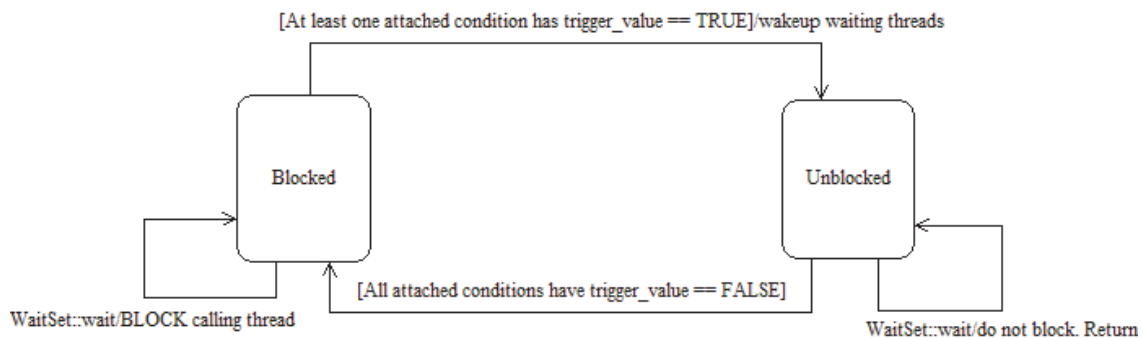 [At least one attached condition has trigger_value == TRUE]/wakeup waiting threads
Blocked
Unblocked
[All attached conditions have trigger_value == FALSE]
WaitSet::wait/BLOCK calling thread
WaitSet::wait/do not block. Return